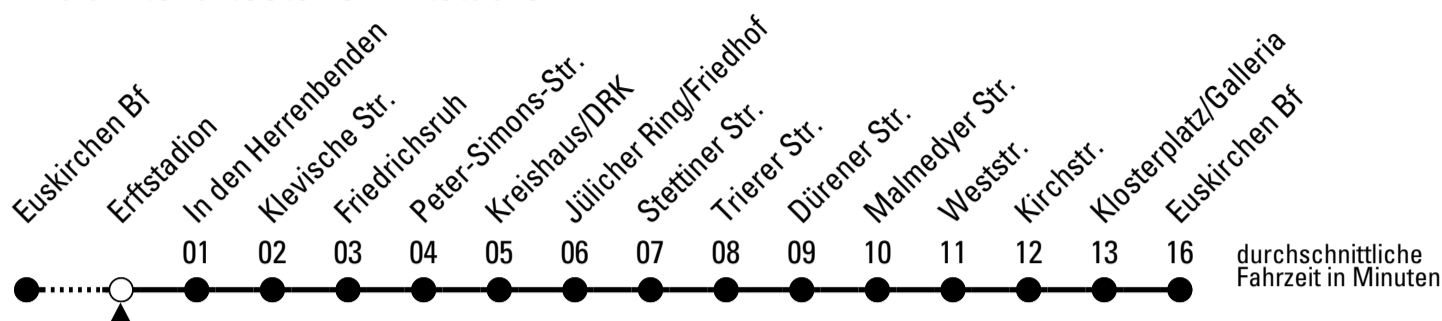 Euskirchen Bf
Erftstadion
In den Herrenbenden
Klevische Str.
Friedrichsruh
Peter-Simons-Str.
Kreishaus/DRK
Jülicher Ring/Friedhof
Stettiner Str.
Trierer Str.
Dürener Str.
Malmedyer Str.
Weststr.
Kirchstr.
Klosterplatz/Galleria
Euskirchen Bf
01 02 03 04 05 06 07 08 09 10 11 12 13 16
durchschnittliche
Fahrzeit in Minuten